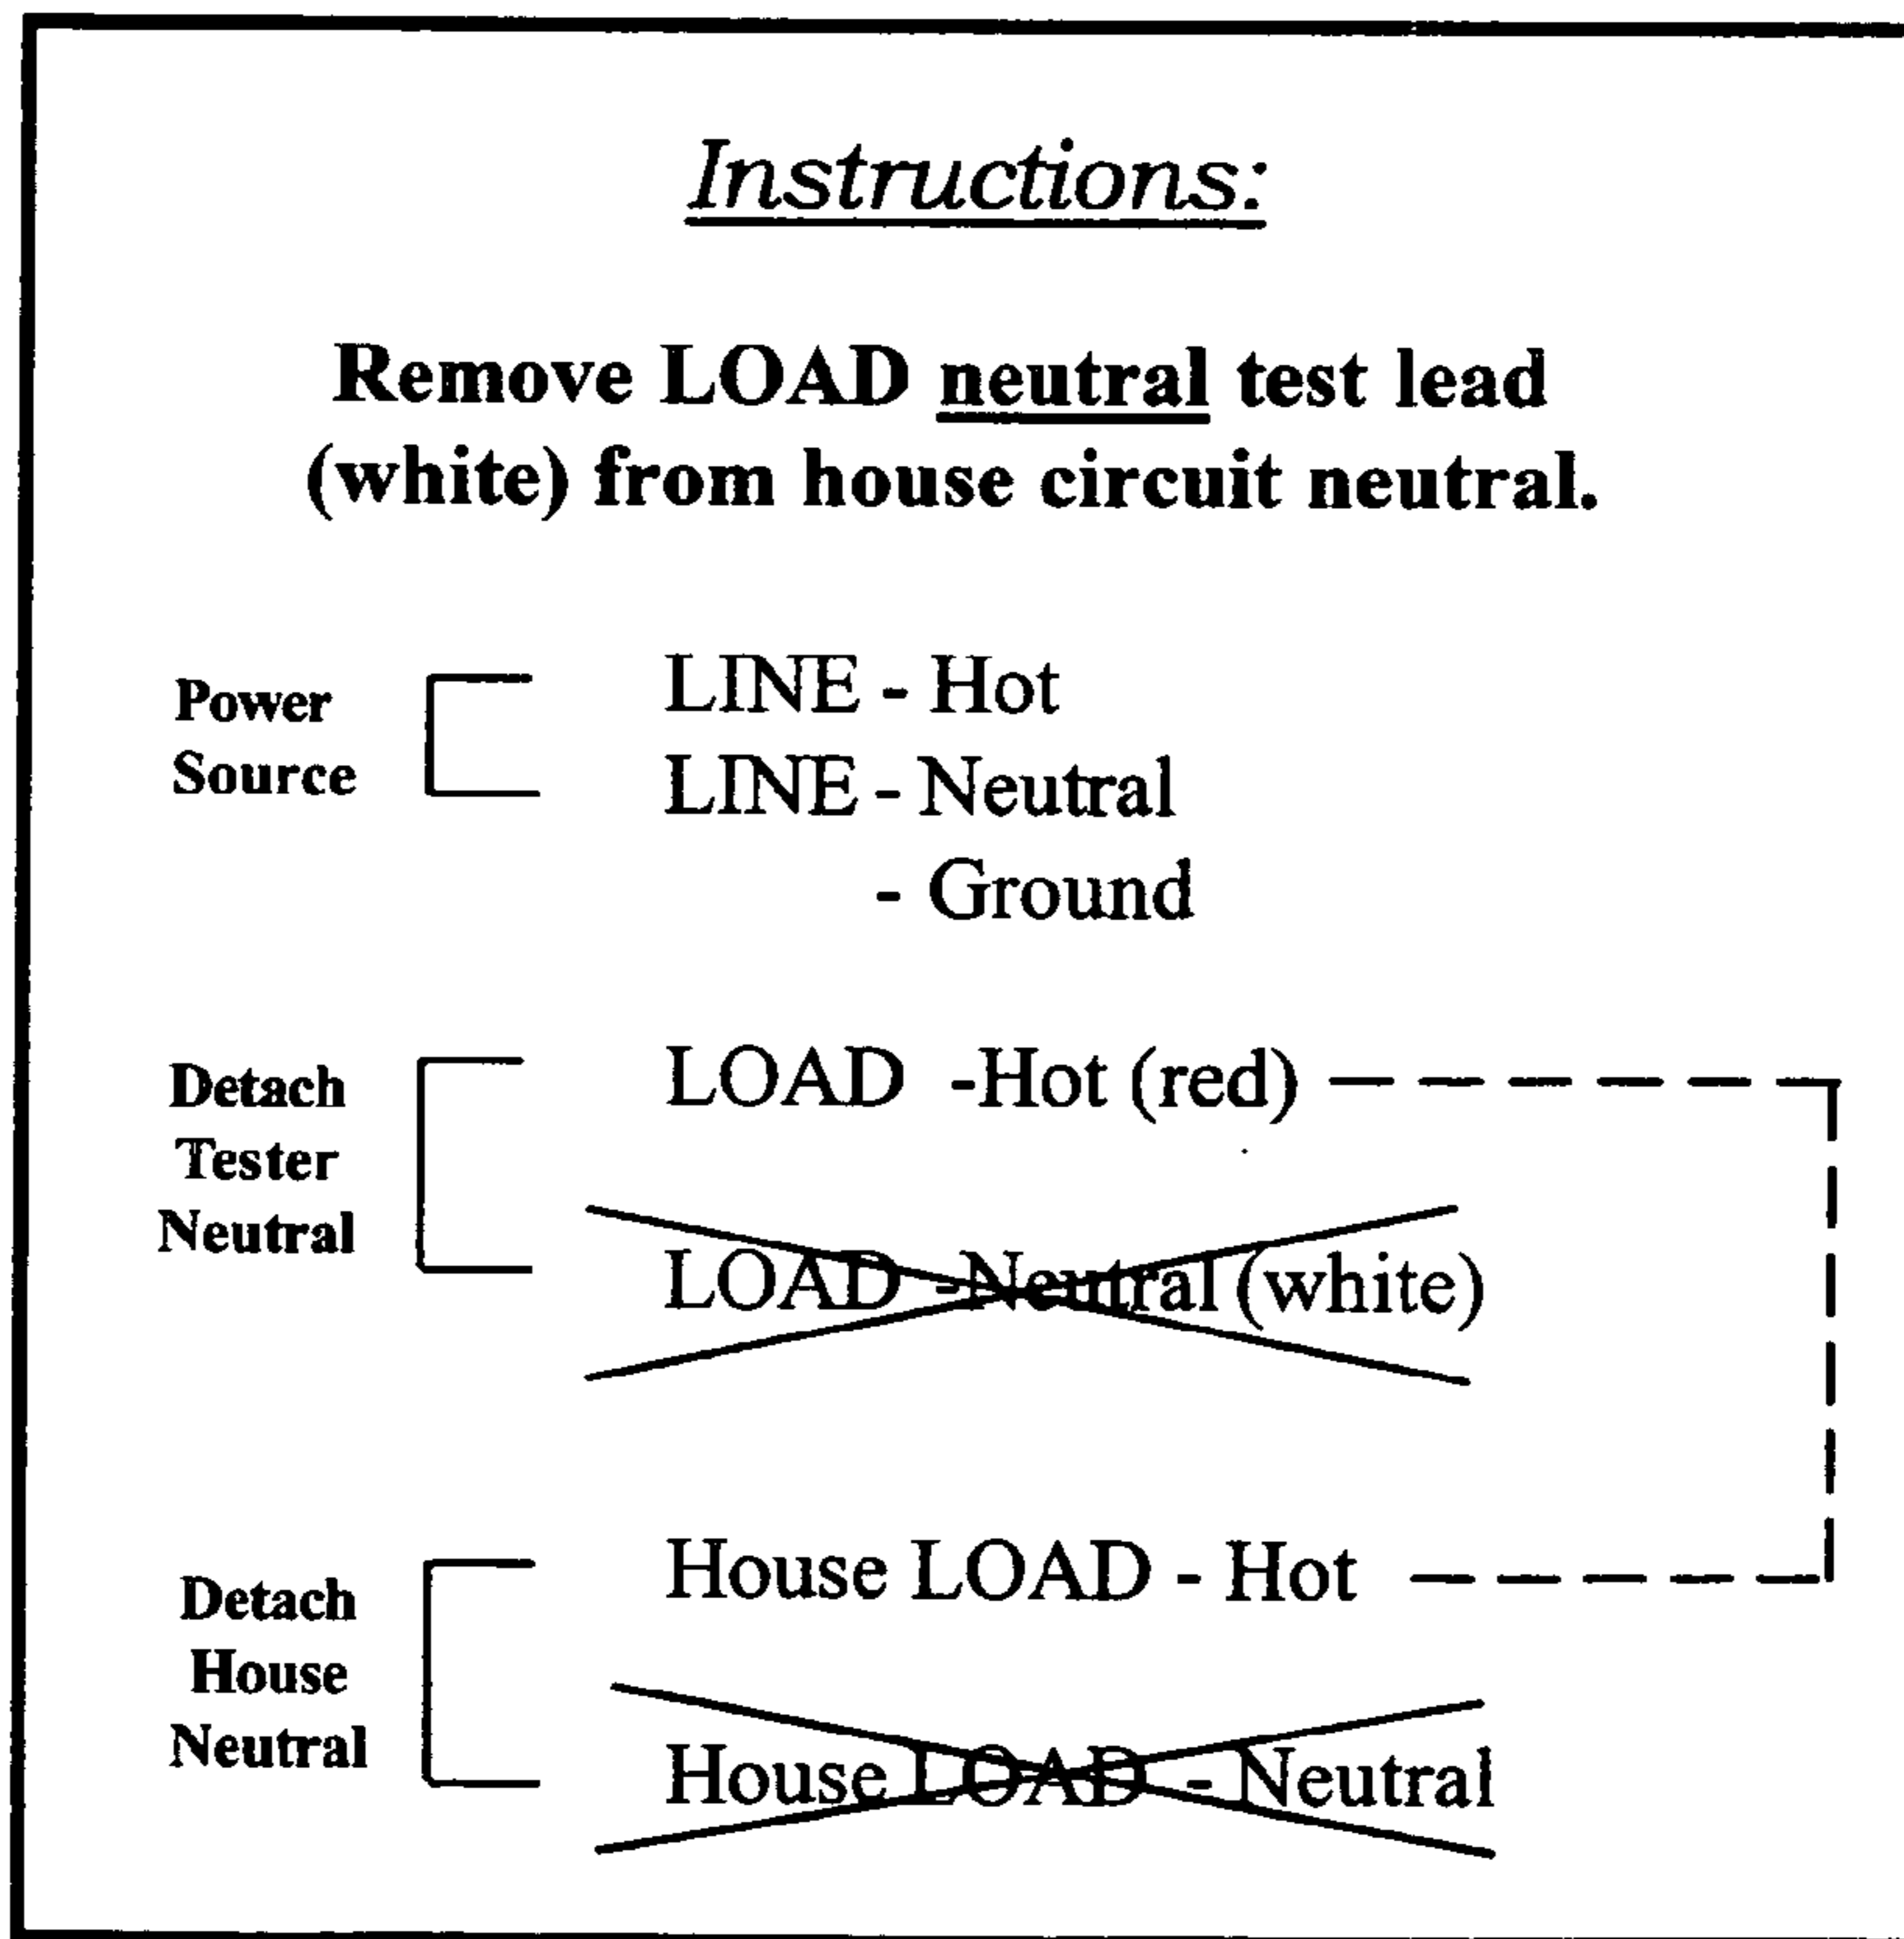 Instructions:
Remove LOAD neutral test lead
(white) from house circuit neutral.
Power
Source
LINE - Hot
LINE - Neutral
- Ground
Detach
Tester
Neutral
LOAD -Hot (red)
LOAD -Neutral (white)
Detach
House
Neutral
House LOAD - Hot
House LOAD - Neutral